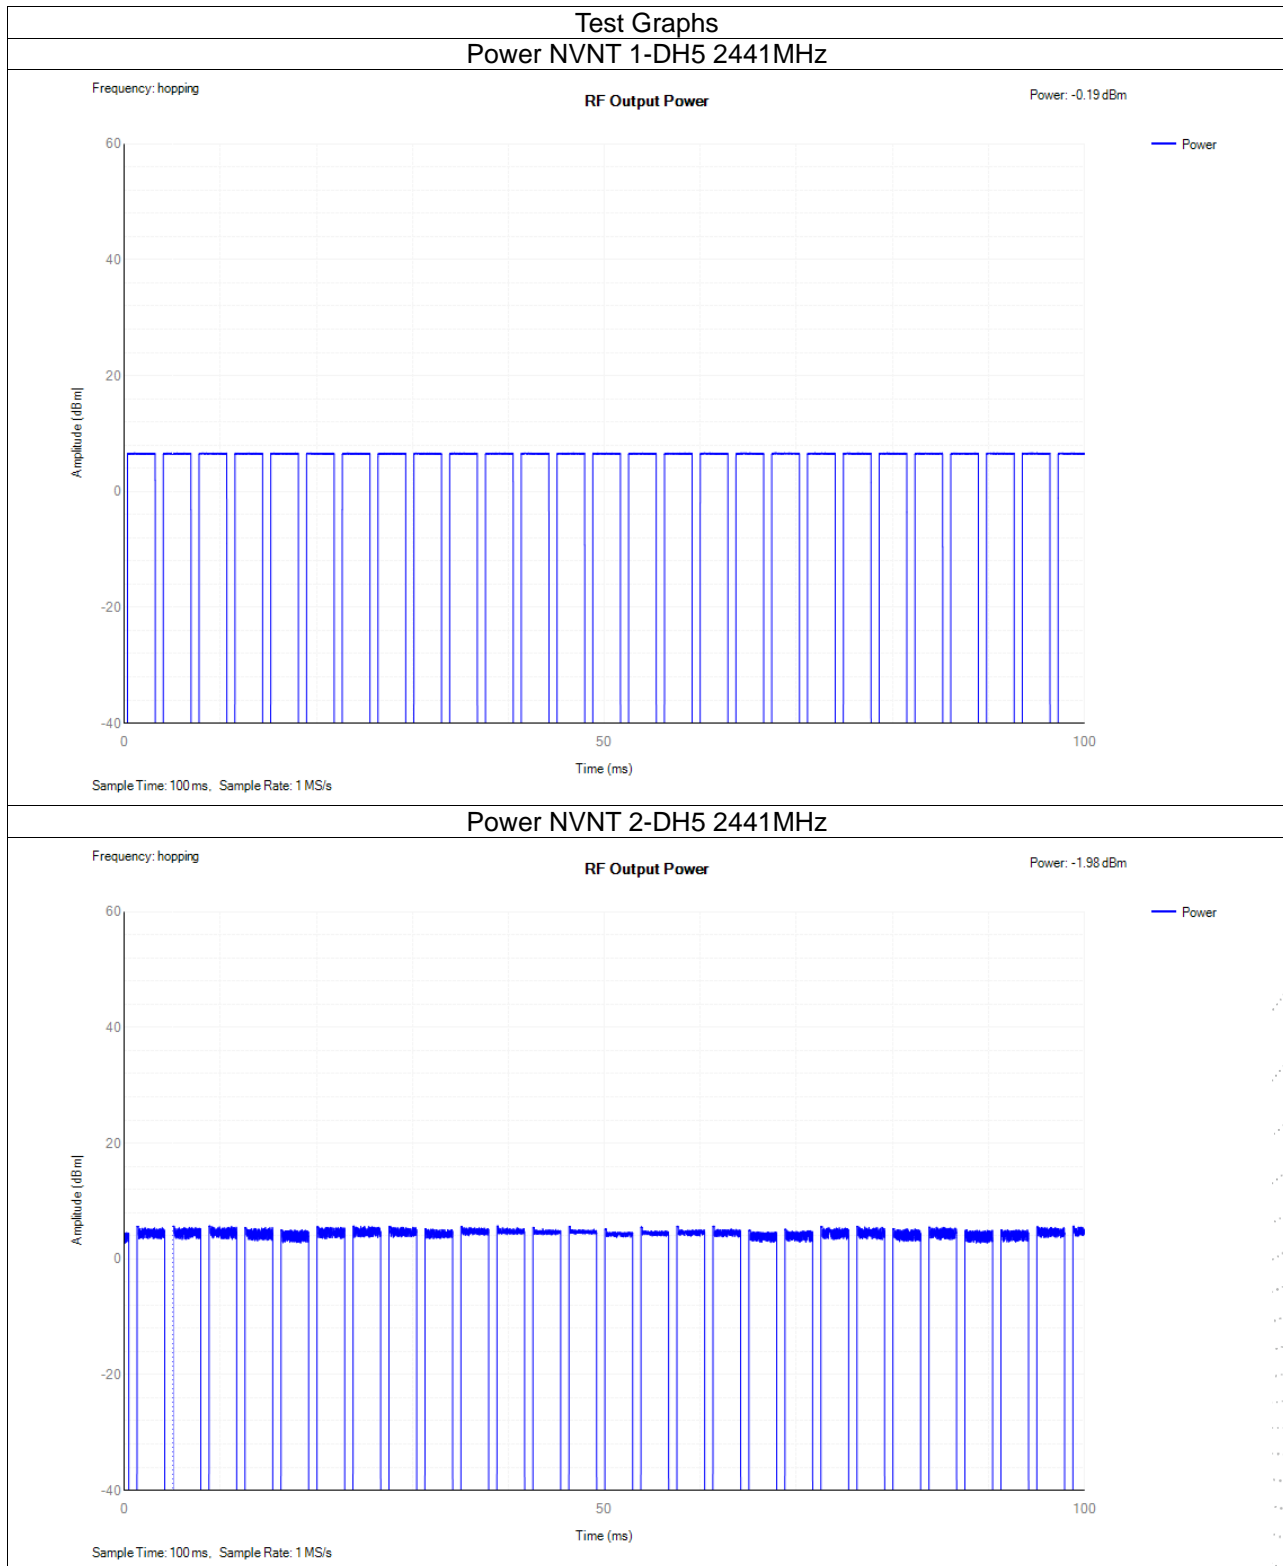 Test Graphs
Power NVNT 1-DH5 2441MHz
Frequency: hopping
RF Output Power
Power: -0.19 dBm
Power
60
40
20
0
-20
-40
Amplitude (dBm)
0
50
100
Time (ms)
Sample Time: 100 ms, Sample Rate: 1 MS/s
Power NVNT 2-DH5 2441MHz
Frequency: hopping
RF Output Power
Power: -1.98 dBm
Power
60
40
20
0
-20
-40
Amplitude (dBm)
0
50
100
Time (ms)
Sample Time: 100 ms, Sample Rate: 1 MS/s